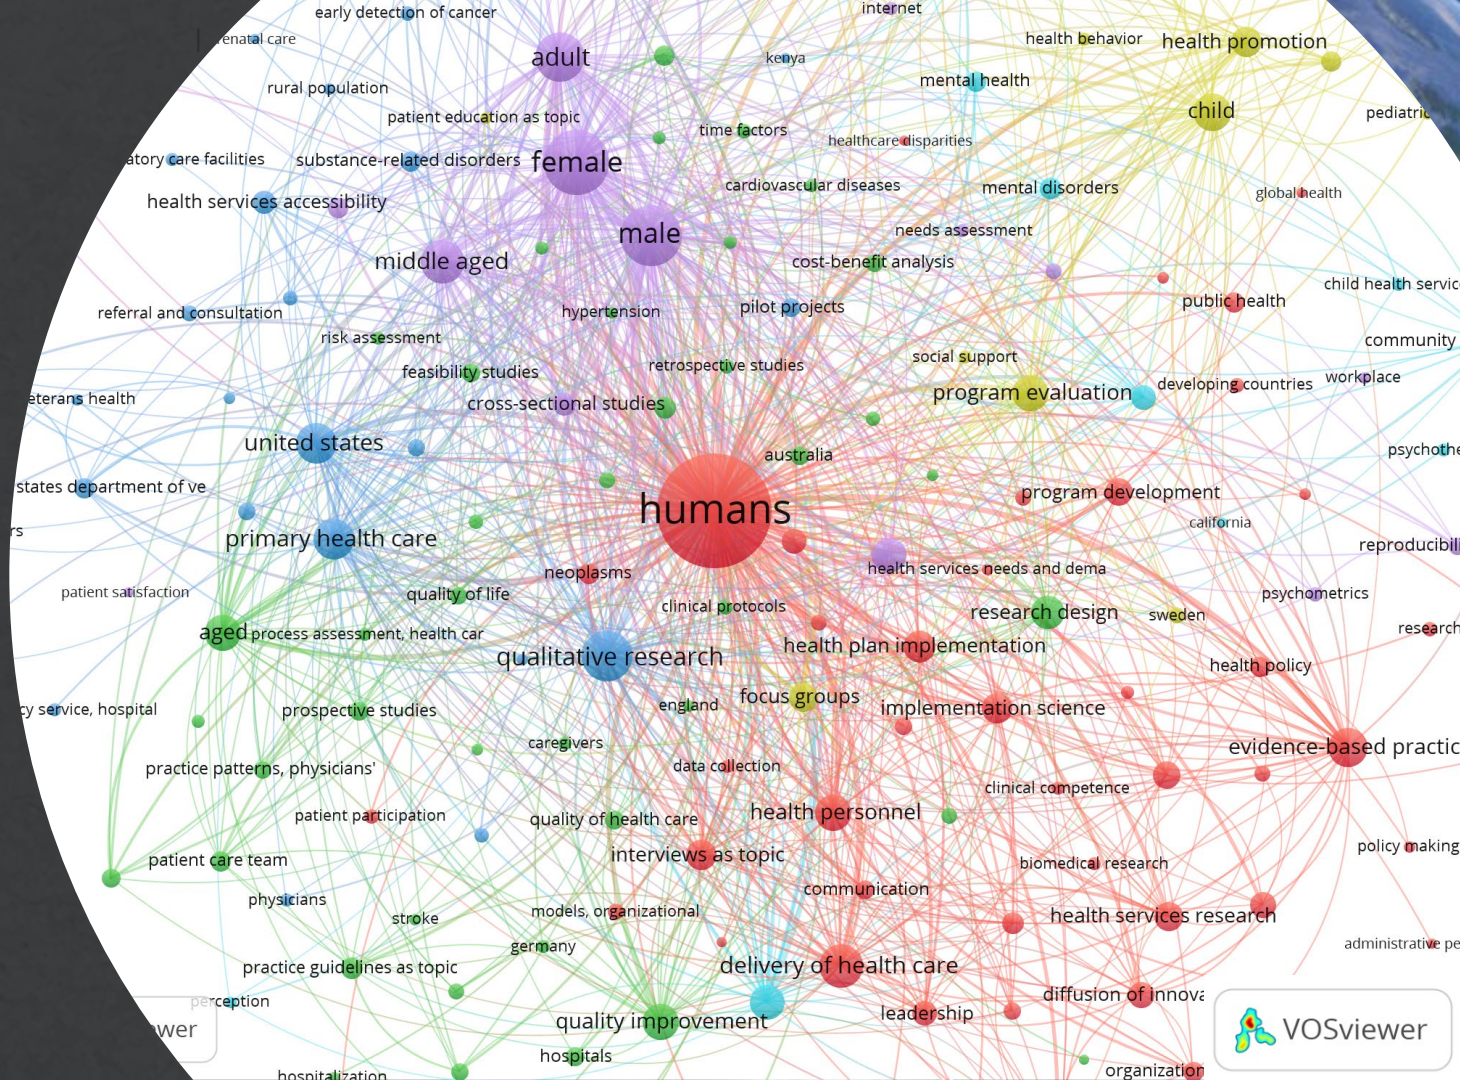 internet
early detection of cancer
enatal care
health behavior
health promotion
adult
kenya
mental health
rural population
child
pediatric
patient education as topic
time factors
healthcare disparities
atory care facilities
substance-related disorders
female
cardiovascular diseases
mental disorders
global health
health services accessibility
male
needs assessment
middle aged
cost-benefit analysis
child health servic
public health
referral and consultation
hypertension
pilot projects
risk assessment
community
social support
retrospective studies
feasibility studies
workplace
developing countries
program evaluation
eterans health
cross-sectional studies
united states
psychothe
australia
states department of ve
program development
humans
california
rs
primary health care
reproducibili
health services needs and dema
neoplasms
patient satisfaction
quality of life
psychometrics
clinical protocols
research design
sweden
research
aged
process assessment, health car
health plan implementation
qualitative research
health policy
focus groups
england
cy service, hospital
prospective studies
implementation science
caregivers
evidence-based practic
data collection
practice patterns, physicians'
clinical competence
health personnel
patient participation
quality of health care
policy making
interviews as topic
patient care team
biomedical research
communication
physicians
models, organizational
stroke
health services research
germany
administrative pe
delivery of health care
practice guidelines as topic
diffusion of innova
perception
leadership
quality improvement
wer
VOSviewer
hospitals
organization
hospitalization